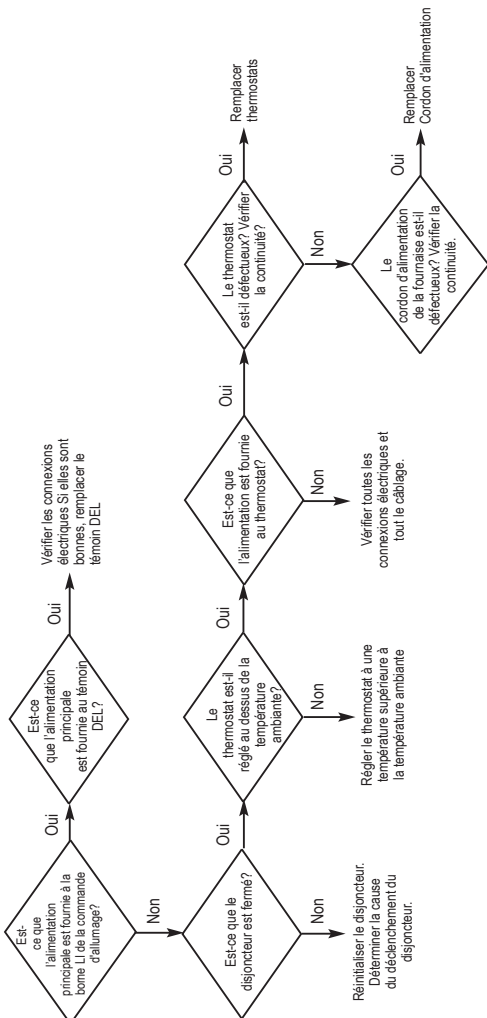 Est-
ce que
l'alimentation
principale est fournie à la
borne LI de la commande
d'allumage?
Oui
Est-ce
que l'alimentation
principale
est fournie au témoin
DEL?
Oui
Vérifier les connexions
électriques Si elles sont
bonnes, remplacer le
témoin DEL
Non
Est-ce que le
disjoncteur est fermé?
Non
Réinitialiser le disjoncteur.
Déterminer la cause
du déclenchement du
disjoncteur.
Oui
Le
thermostat est-il
réglé au dessus de la
température
ambiante?
Non
Régler le thermostat à une
température supérieure à
la température ambiante
Oui
Est-ce que
l'alimentation est fournie
au thermostat?
Non
Vérifier toutes les
connexions électriques et
tout le câblage.
Oui
Le thermostat
est-il défectueux? Vérifier
la continuité?
Oui
Remplacer
thermostats
Non
Le
cordon d'alimentation
de la fournaise est-il
défectueux? Vérifier la
continuité.
Oui
Remplacer
Cordon d'alimentation